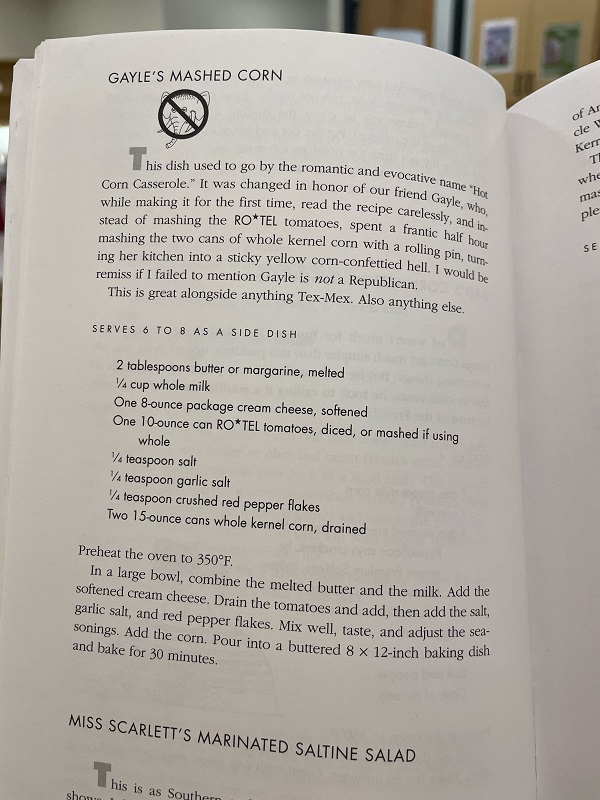 GAYLE'S MASHED CORN
This dish used to go by the romantic and evocative name "Hot
Corn Casserole." It was changed in honor of our friend Gayle, who,
while making it for the first time, read the recipe carelessly, and in-
stead of mashing the RO★TEL tomatoes, spent a frantic half hour
mashing the two cans of whole kernel corn with a rolling pin, turn-
ing her kitchen into a sticky yellow corn-confettied hell. I would be
remiss if I failed to mention Gayle is not a Republican.
This is great alongside anything Tex-Mex. Also anything else.
SERVES 6 TO 8 AS A SIDE DISH
2 tablespoons butter or margarine, melted
¼ cup whole milk
One 8-ounce package cream cheese, softened
One 10-ounce can RO★TEL tomatoes, diced, or mashed if using
whole
¼ teaspoon salt
¼ teaspoon garlic salt
¼ teaspoon crushed red pepper flakes
Two 15-ounce cans whole kernel corn, drained
Preheat the oven to 350°F.
In a large bowl, combine the melted butter and the milk. Add the
softened cream cheese. Drain the tomatoes and add, then add the salt,
garlic salt, and red pepper flakes. Mix well, taste, and adjust the sea-
sonings. Add the corn. Pour into a buttered 8 × 12-inch baking dish
and bake for 30 minutes.
MISS SCARLETT'S MARINATED SALTINE SALAD
This is as Southern
of